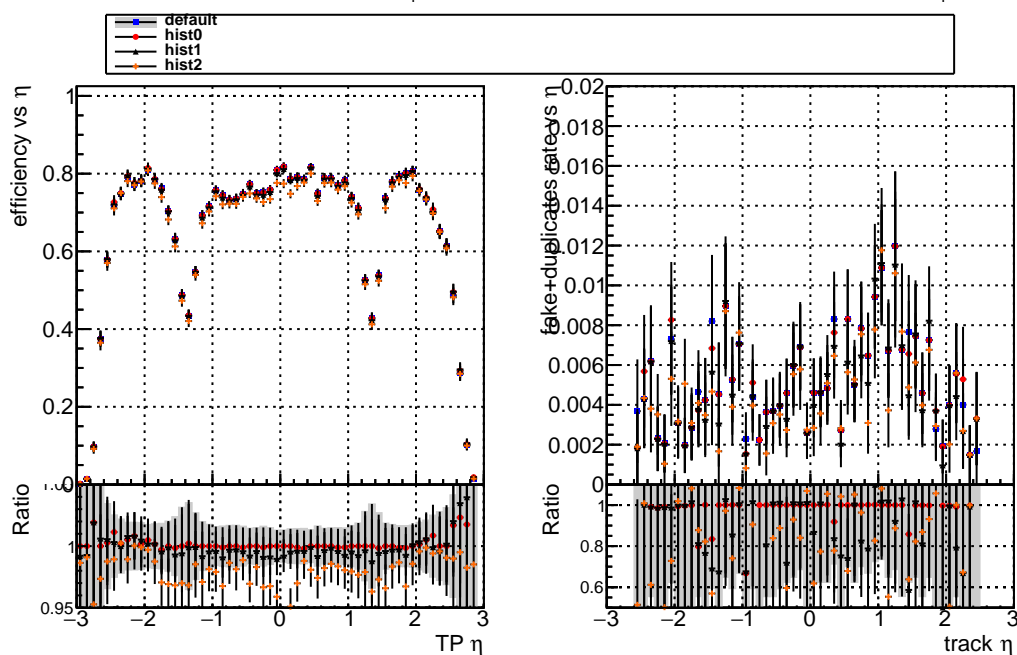 default
hist0
hist1
hist2
efficiency vs η
1
0.8
0.6
0.4
0.2
0
Ratio
1
0.95
−3 −2 −1 0 1 2 3
TP η
fake+duplicates rate vs η
0.02
0.018
0.016
0.014
0.012
0.01
0.008
0.006
0.004
0.002
0
Ratio
1
0.8
0.6
−3 −2 −1 0 1 2 3
track η